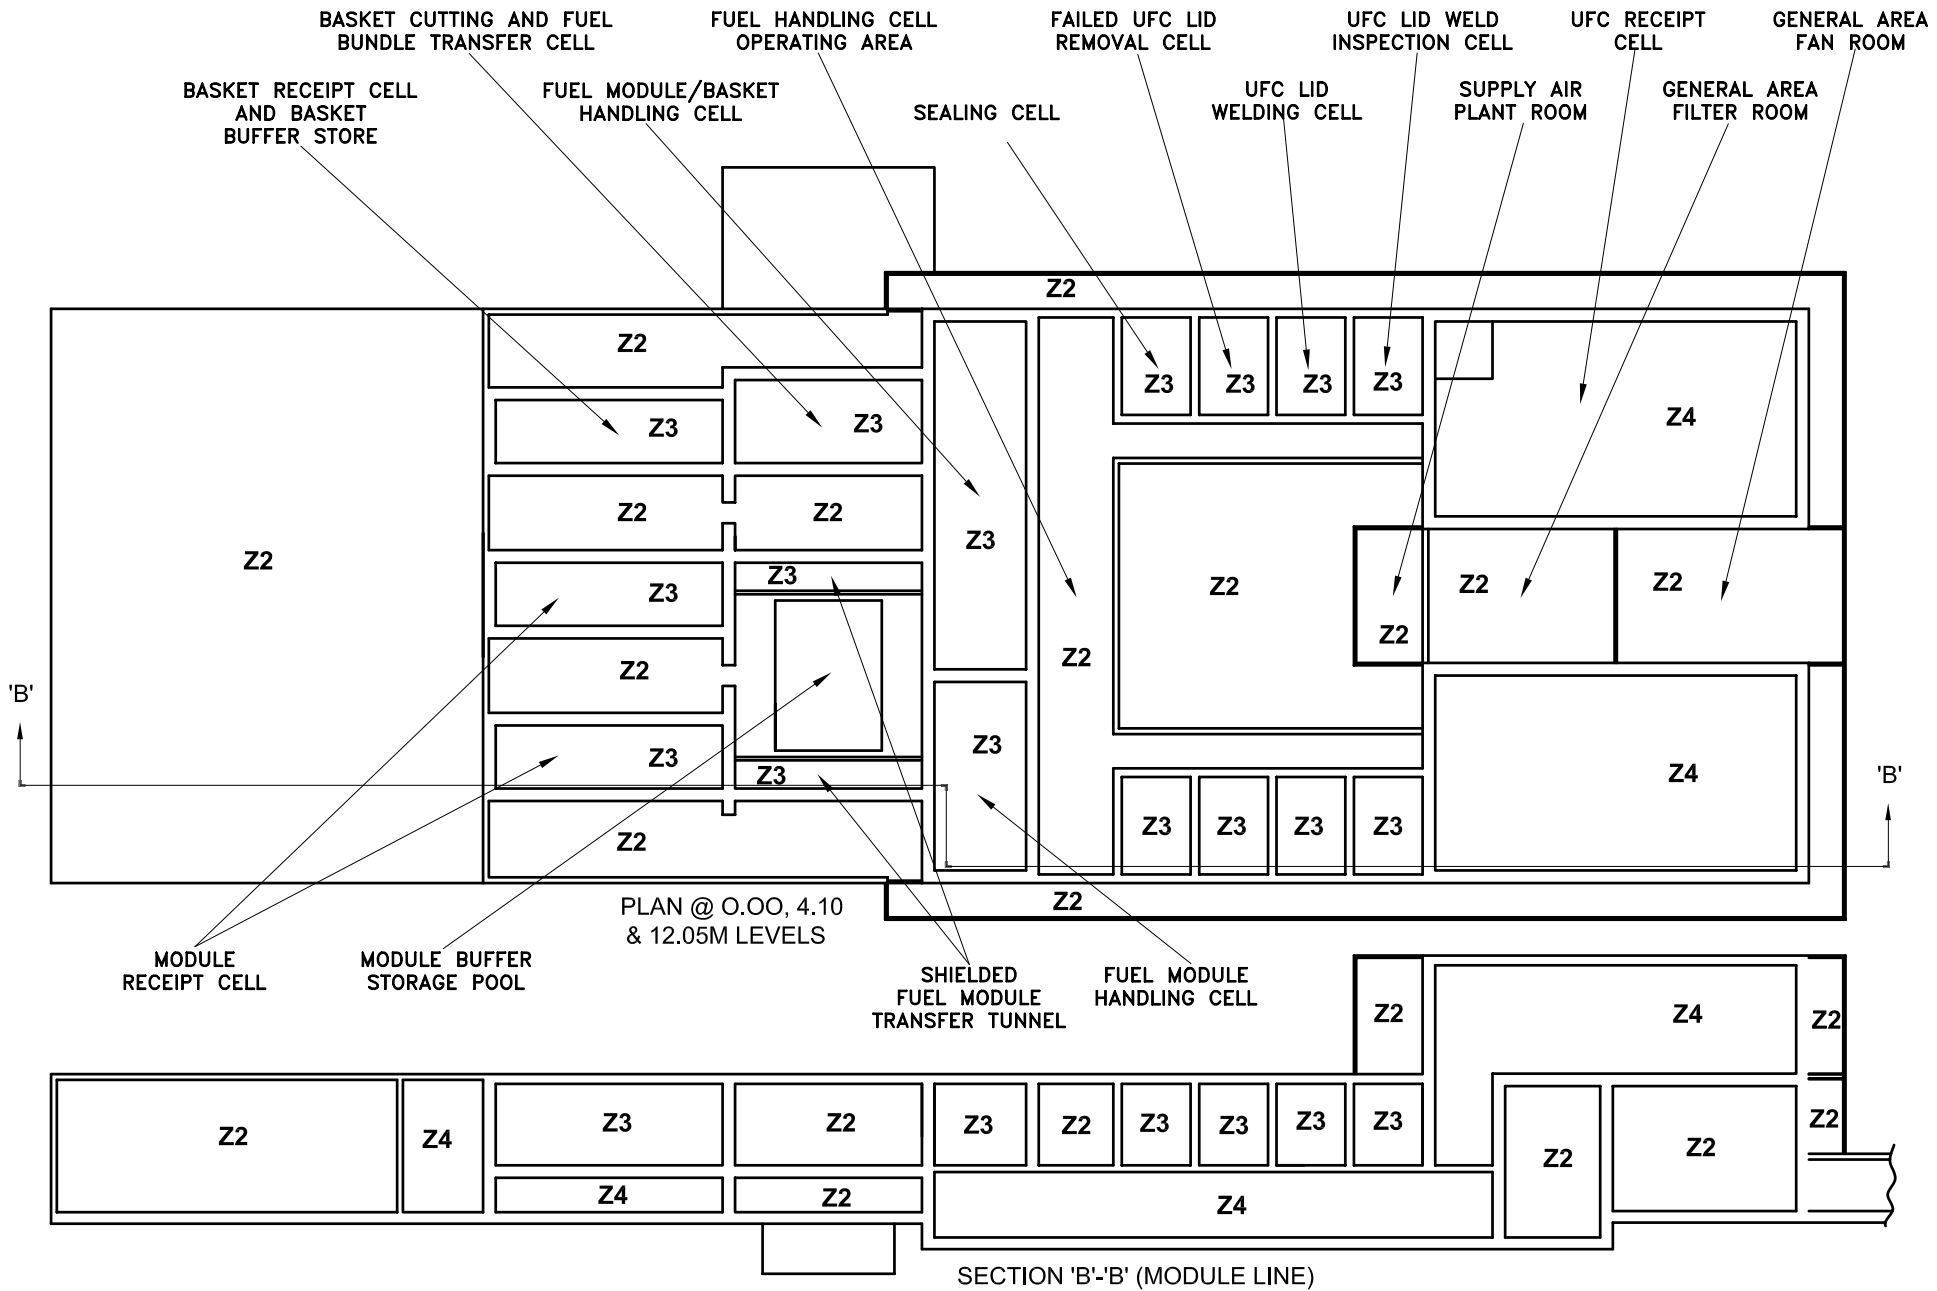 BASKET CUTTING AND FUEL
BUNDLE TRANSFER CELL
FUEL HANDLING CELL
OPERATING AREA
FAILED UFC LID
REMOVAL CELL
UFC LID WELD
INSPECTION CELL
UFC RECEIPT
CELL
GENERAL AREA
FAN ROOM
BASKET RECEIPT CELL
AND BASKET
BUFFER STORE
FUEL MODULE/BASKET
HANDLING CELL
SEALING CELL
UFC LID
WELDING CELL
SUPPLY AIR
PLANT ROOM
GENERAL AREA
FILTER ROOM
Z2
Z2
Z3
Z3
Z3
Z3
Z3
Z4
Z3
Z3
Z2
Z2
Z3
Z2
Z3
Z3
Z2
Z2
Z2
Z2
Z2
Z2
Z3
Z3
Z3
Z4
Z2
Z3
Z3
Z3
Z3
Z2
'B'
'B'
PLAN @ O.OO, 4.10
& 12.05M LEVELS
MODULE
RECEIPT CELL
MODULE BUFFER
STORAGE POOL
SHIELDED
FUEL MODULE
TRANSFER TUNNEL
FUEL MODULE
HANDLING CELL
Z2
Z4
Z2
Z2
Z4
Z3
Z2
Z3
Z2
Z3
Z3
Z3
Z3
Z2
Z2
Z2
Z4
Z2
Z4
SECTION 'B'-'B' (MODULE LINE)